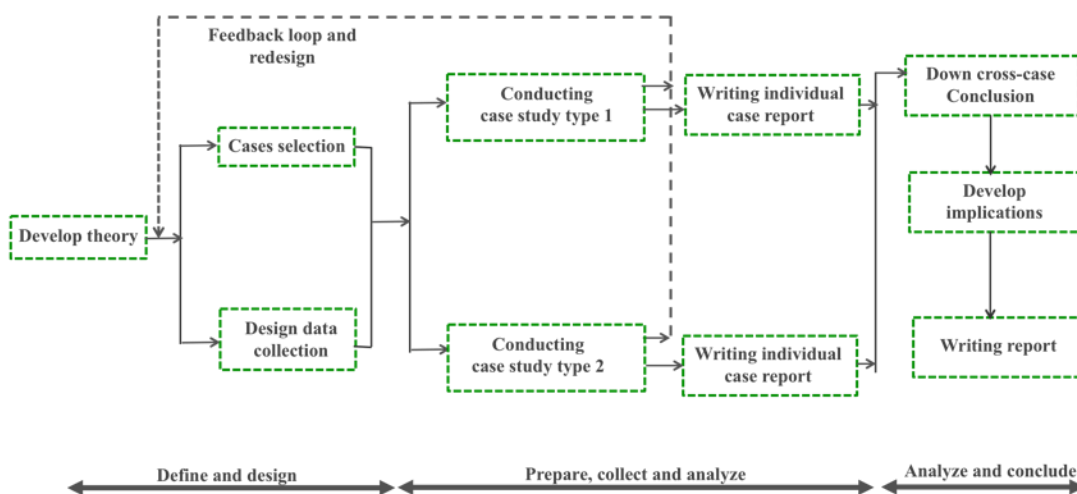 Feedback loop and
redesign
Develop theory
Cases selection
Design data
collection
Conducting
case study type 1
Conducting
case study type 2
Writing individual
case report
Writing individual
case report
Down cross-case
Conclusion
Develop
implications
Writing report
Define and design
Prepare, collect and analyze
Analyze and conclude